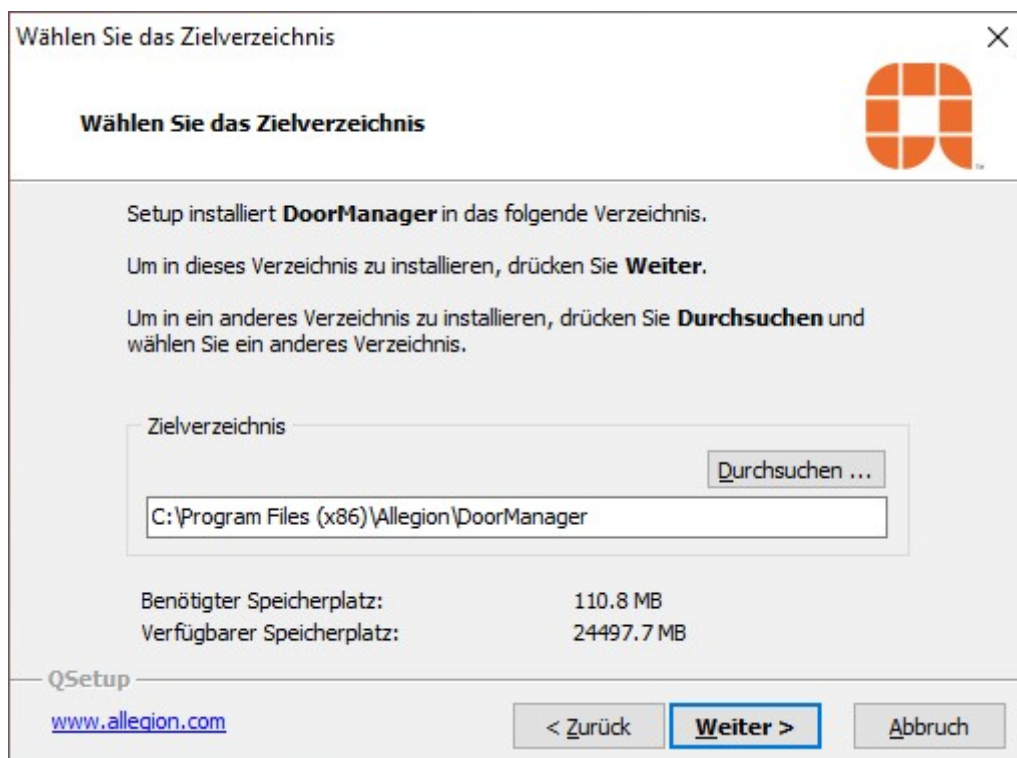 Wählen Sie das Zielverzeichnis
Wählen Sie das Zielverzeichnis
Setup installiert DoorManager in das folgende Verzeichnis.
Um in dieses Verzeichnis zu installieren, drücken Sie Weiter.
Um in ein anderes Verzeichnis zu installieren, drücken Sie Durchsuchen und
wählen Sie ein anderes Verzeichnis.
Zielverzeichnis
Durchsuchen ...
C:\Program Files (x86)\Allegion\DoorManager
Benötigter Speicherplatz: 110.8 MB
Verfügbarer Speicherplatz: 24497.7 MB
QSetup
www.allegion.com < Zurück Weiter > Abbruch